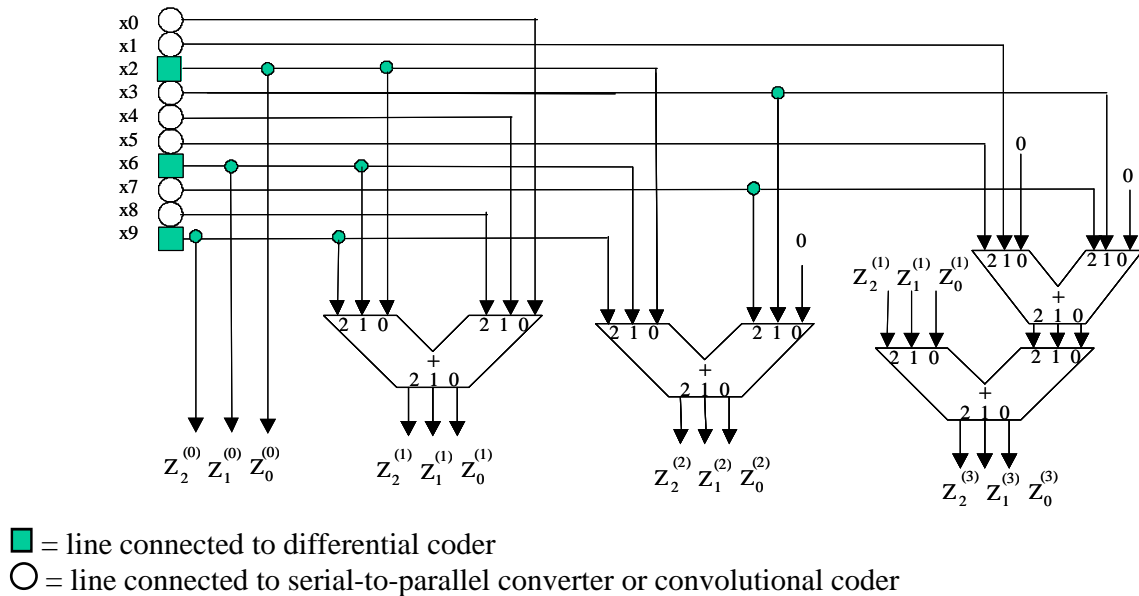 x0
x1
x2
x3
x4
x5
x6
x7
x8
x9
0
0
0
2 1 0
2 1 0
+
2 1 0
Z₂⁽¹⁾ Z₁⁽¹⁾ Z₀⁽¹⁾
2 1 0
2 1 0
+
2 1 0
2 1 0
2 1 0
+
2 1 0
2 1 0
2 1 0
+
2 1 0
Z₂⁽⁰⁾ Z₁⁽⁰⁾ Z₀⁽⁰⁾
Z₂⁽¹⁾ Z₁⁽¹⁾ Z₀⁽¹⁾
Z₂⁽²⁾ Z₁⁽²⁾ Z₀⁽²⁾
Z₂⁽³⁾ Z₁⁽³⁾ Z₀⁽³⁾
= line connected to differential coder
= line connected to serial-to-parallel converter or convolutional coder